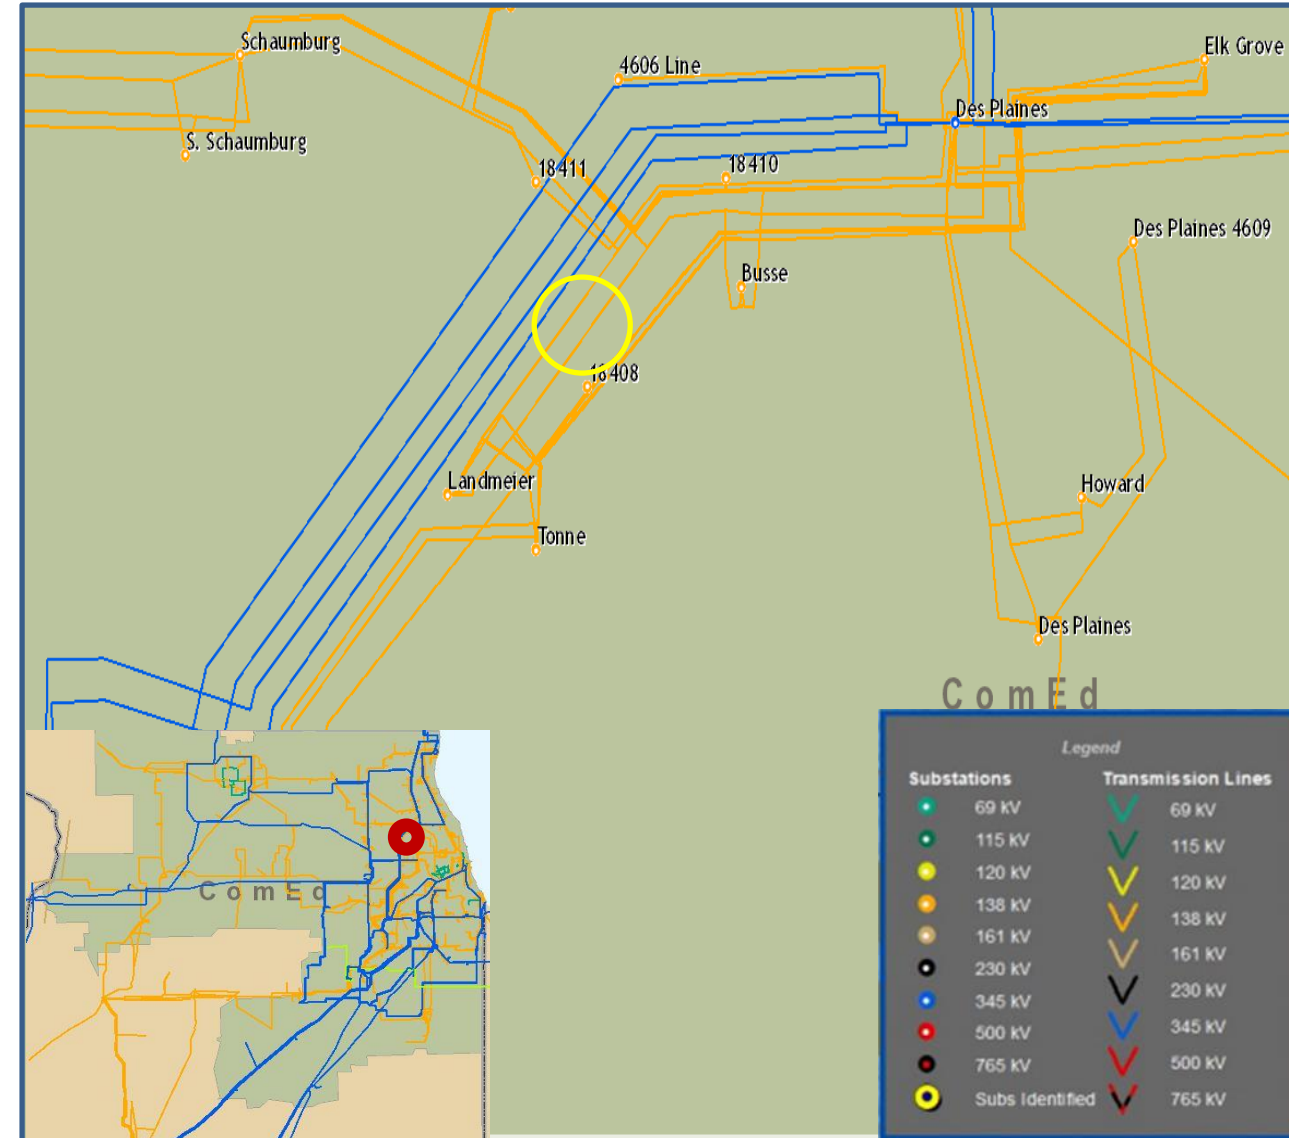 Schaumburg
4606 Line
Elk Grove
Des Plaines
S. Schaumburg
18411
18410
Des Plaines 4609
Busse
18408
Landmeier
Howard
Tonne
Des Plaines
ComEd
ComEd
Legend
Substations Transmission Lines
69 kV 69 kV
115 kV 115 kV
120 kV 120 kV
138 kV 138 kV
161 kV 161 kV
230 kV 230 kV
345 kV 345 kV
500 kV 500 kV
765 kV 765 kV
Subs Identified